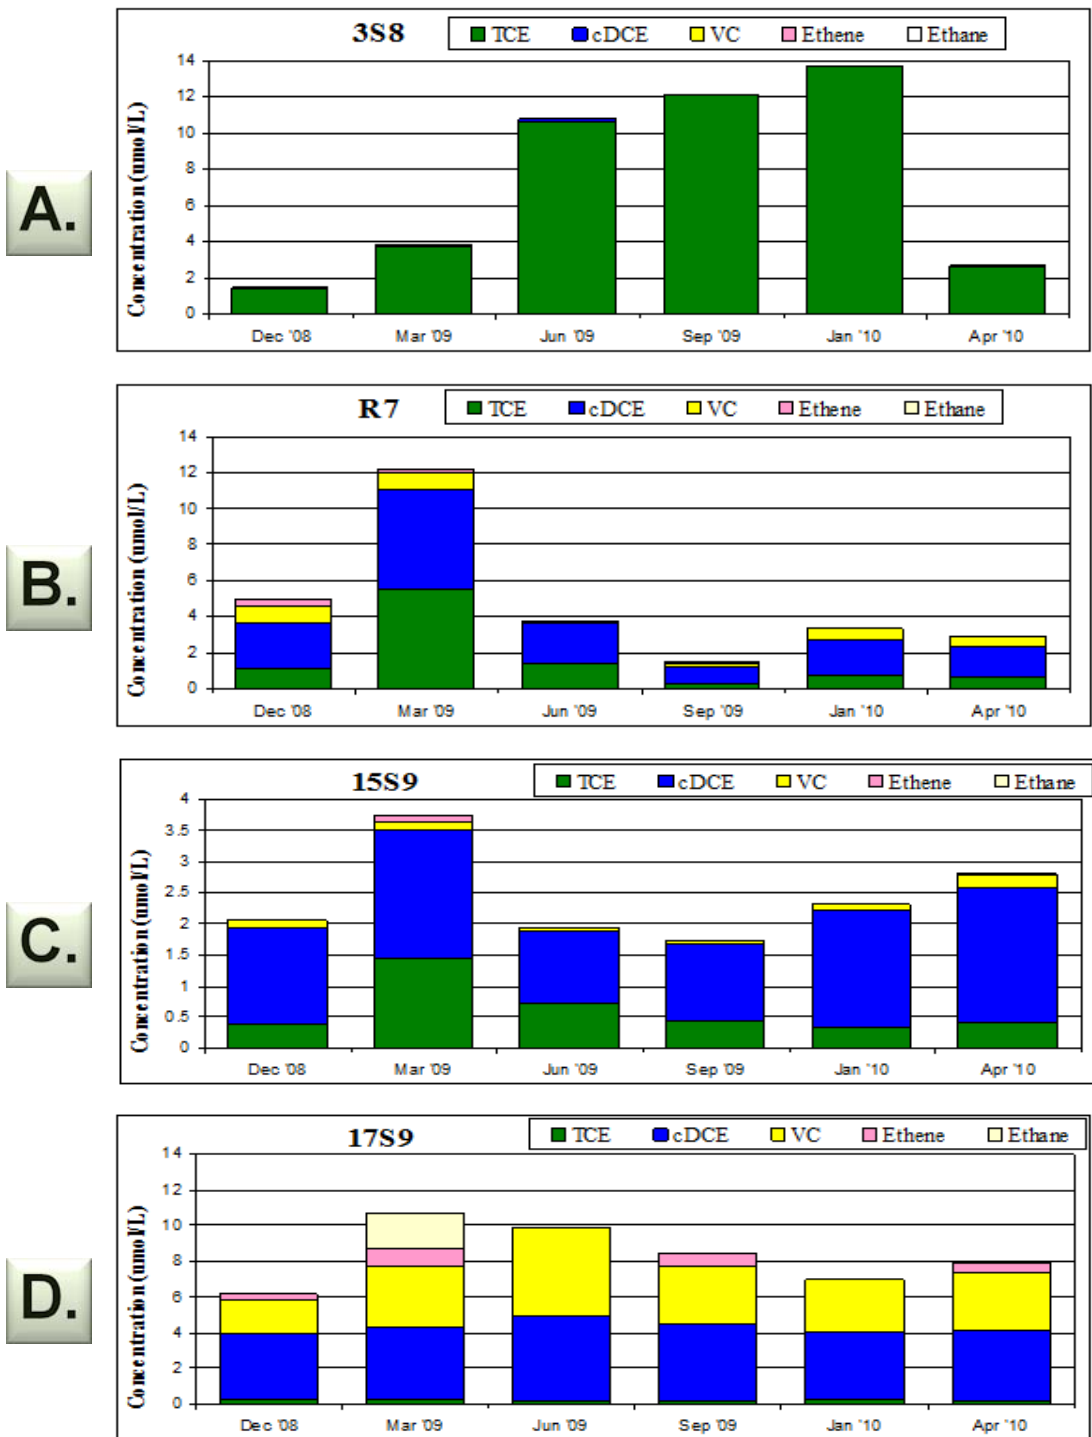 A.
3S8
TCE cDCE VC Ethene Ethane
Concentration (umol/L)
14
12
10
8
6
4
2
0
Dec '08 Mar '09 Jun '09 Sep '09 Jan '10 Apr '10
B.
R7
TCE cDCE VC Ethene Ethane
Concentration (umol/L)
14
12
10
8
6
4
2
0
Dec '08 Mar '09 Jun '09 Sep '09 Jan '10 Apr '10
C.
15S9
TCE cDCE VC Ethene Ethane
Concentration (umol/L)
4
3.5
3
2.5
2
1.5
1
0.5
0
Dec '08 Mar '09 Jun '09 Sep '09 Jan '10 Apr '10
D.
17S9
TCE cDCE VC Ethene Ethane
Concentration (umol/L)
14
12
10
8
6
4
2
0
Dec '08 Mar '09 Jun '09 Sep '09 Jan '10 Apr '10